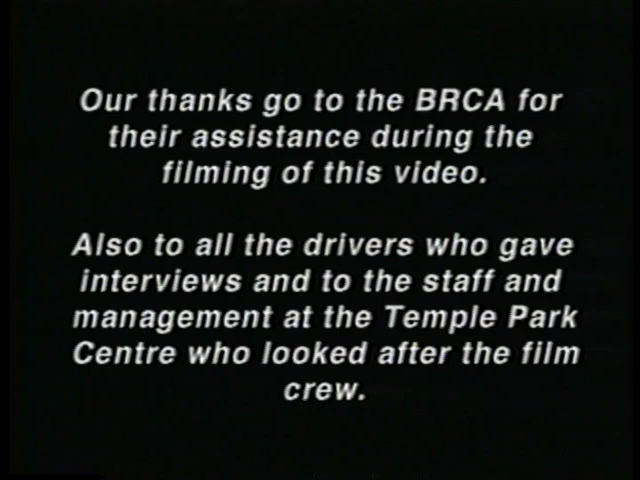 Our thanks go to the BRCA for
their assistance during the
filming of this video.
Also to all the drivers who gave
interviews and to the staff and
management at the Temple Park
Centre who looked after the film
crew.